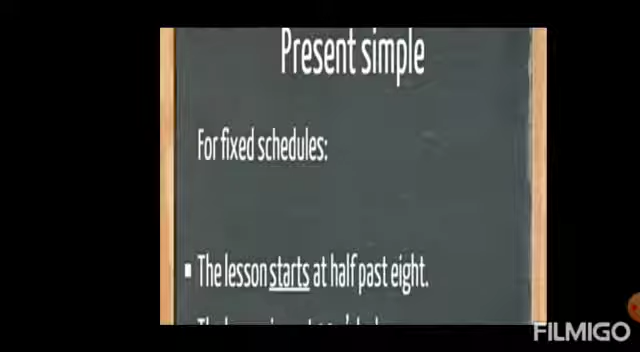 Present simple
For fixed schedules:
▪ The lesson starts at half past eight.
FILMIGO